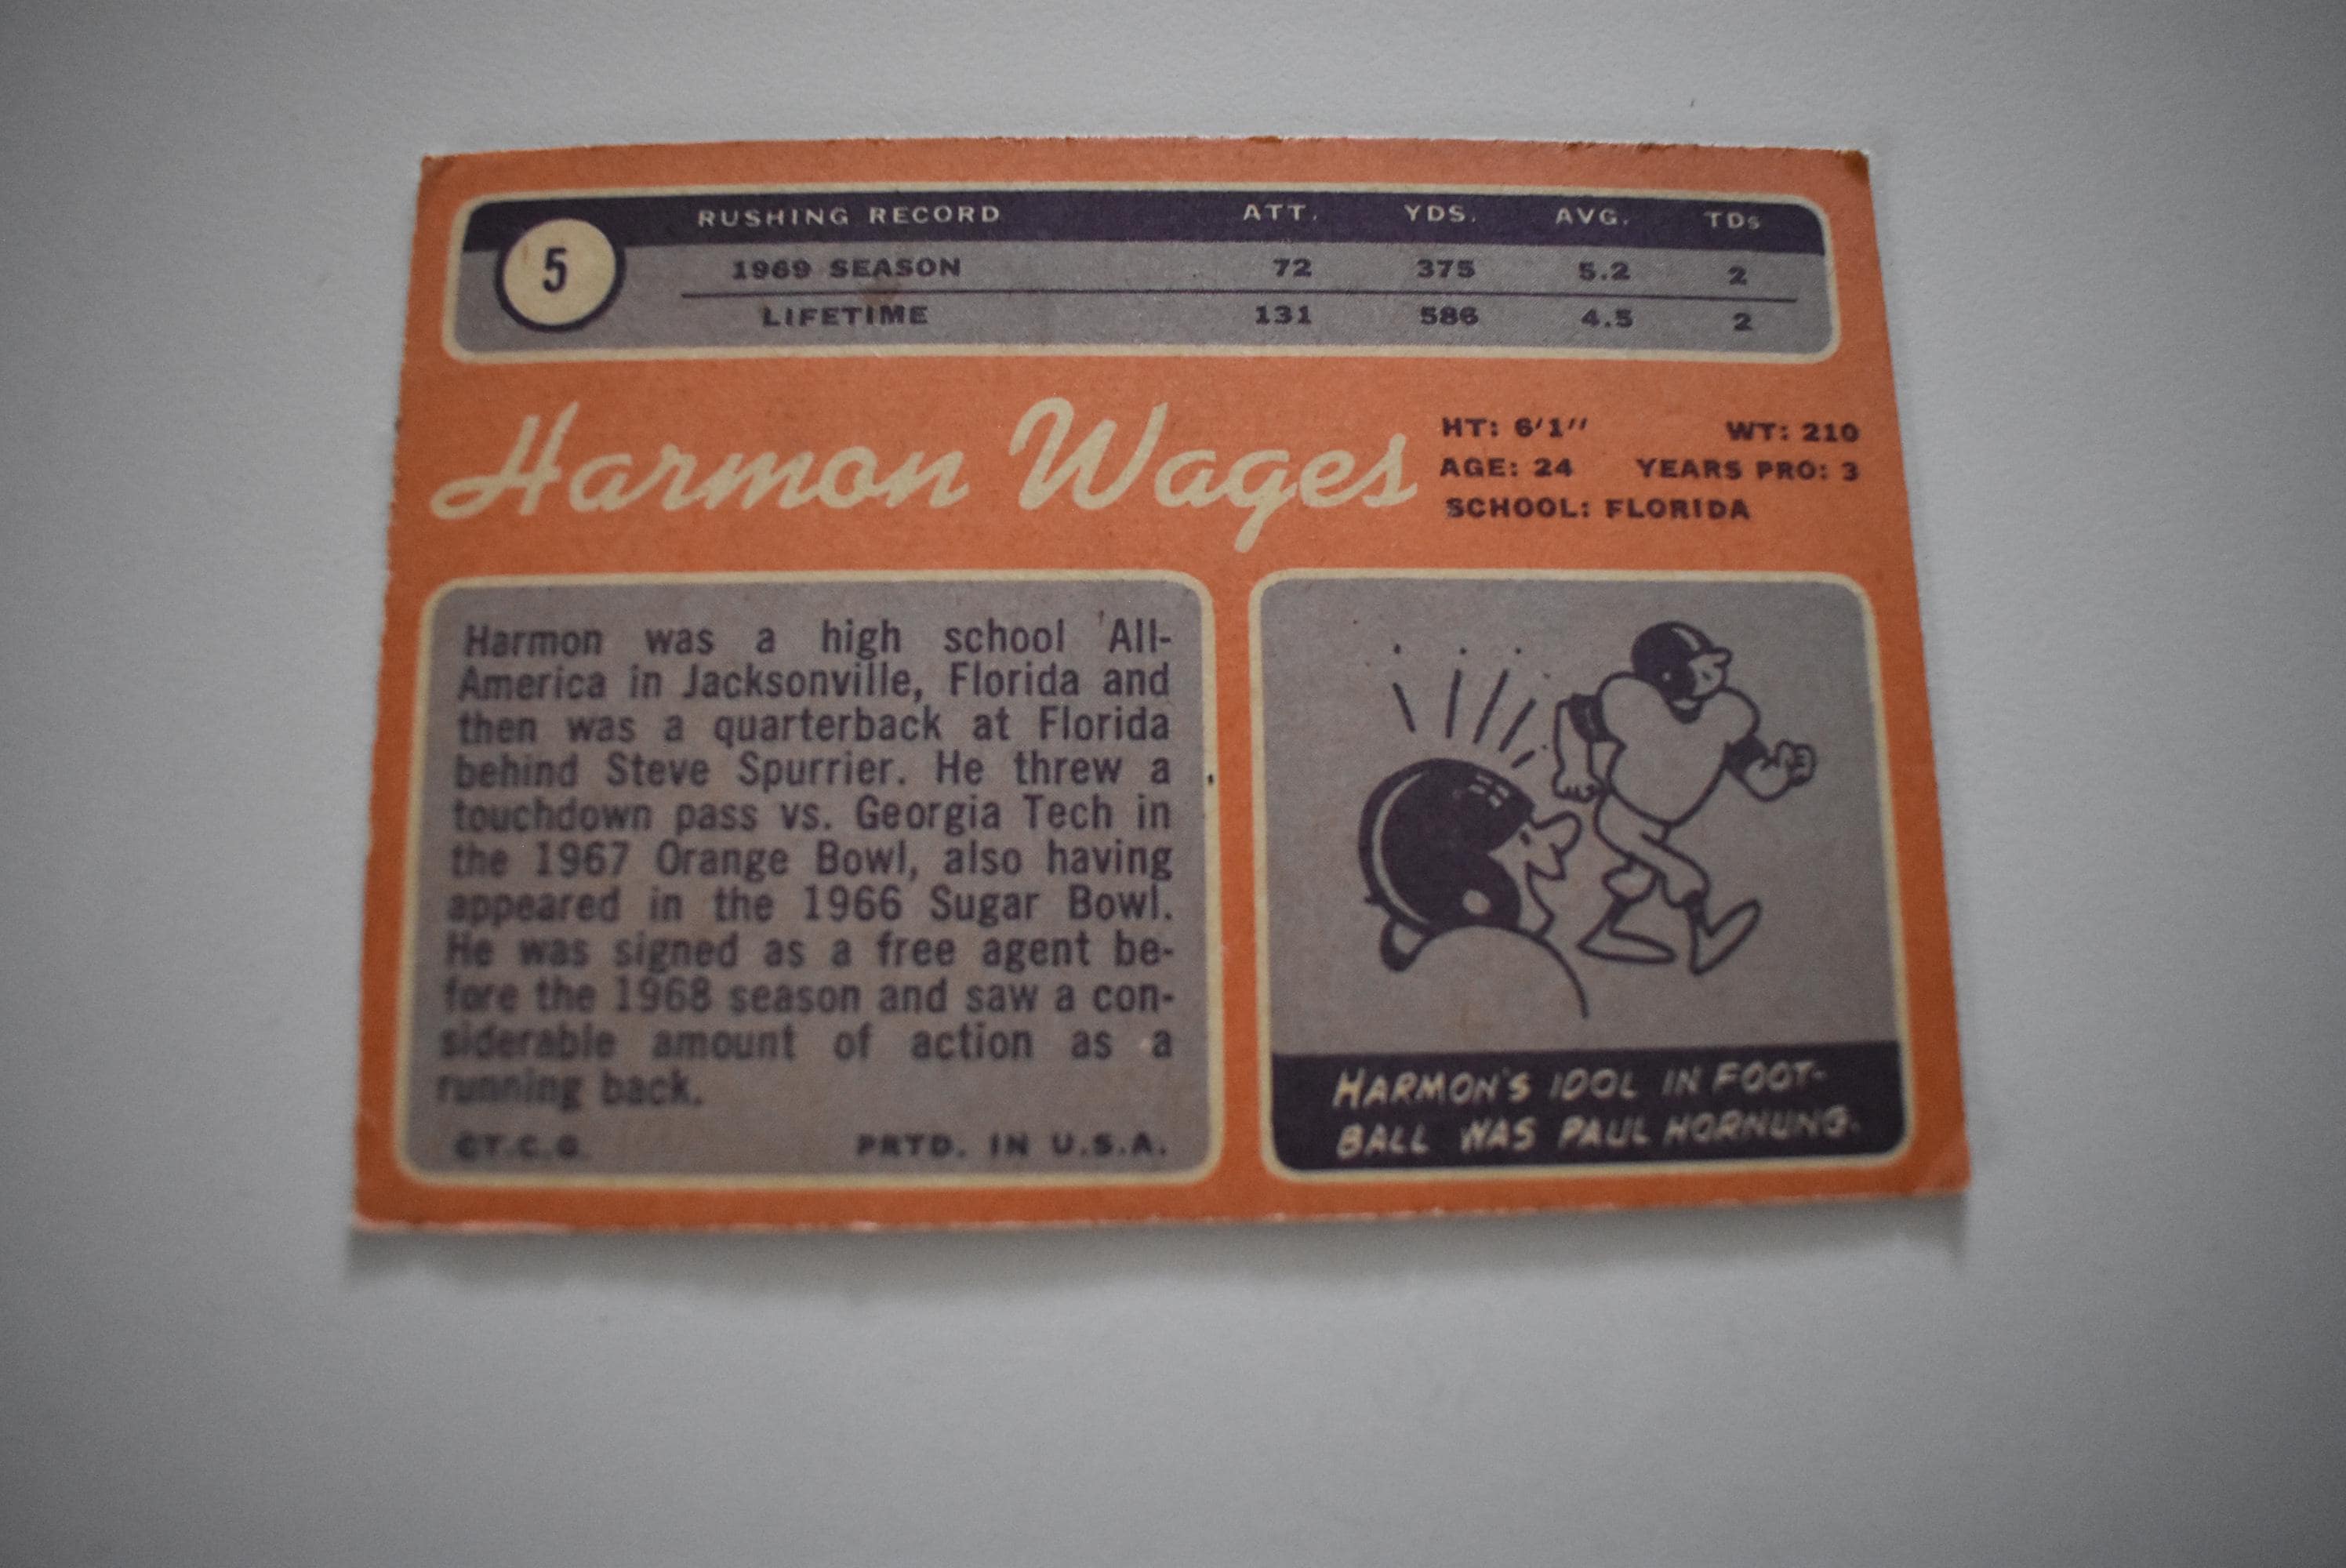 5
RUSHING RECORD ATT. YDS. AVG. TDs
1969 SEASON 72 375 5.2 2
LIFETIME 131 586 4.5 2
Harmon Wages
HT: 6'1" WT: 210
AGE: 24 YEARS PRO: 3
SCHOOL: FLORIDA
Harmon was a high school All-
America in Jacksonville, Florida and
then was a quarterback at Florida
behind Steve Spurrier. He threw a
touchdown pass vs. Georgia Tech in
the 1967 Orange Bowl, also having
appeared in the 1966 Sugar Bowl.
He was signed as a free agent be-
fore the 1968 season and saw a con-
siderable amount of action as a
running back.
©T.C.G. PRTD. IN U.S.A.
HARMON'S IDOL IN FOOT-
BALL WAS PAUL HORNUNG.